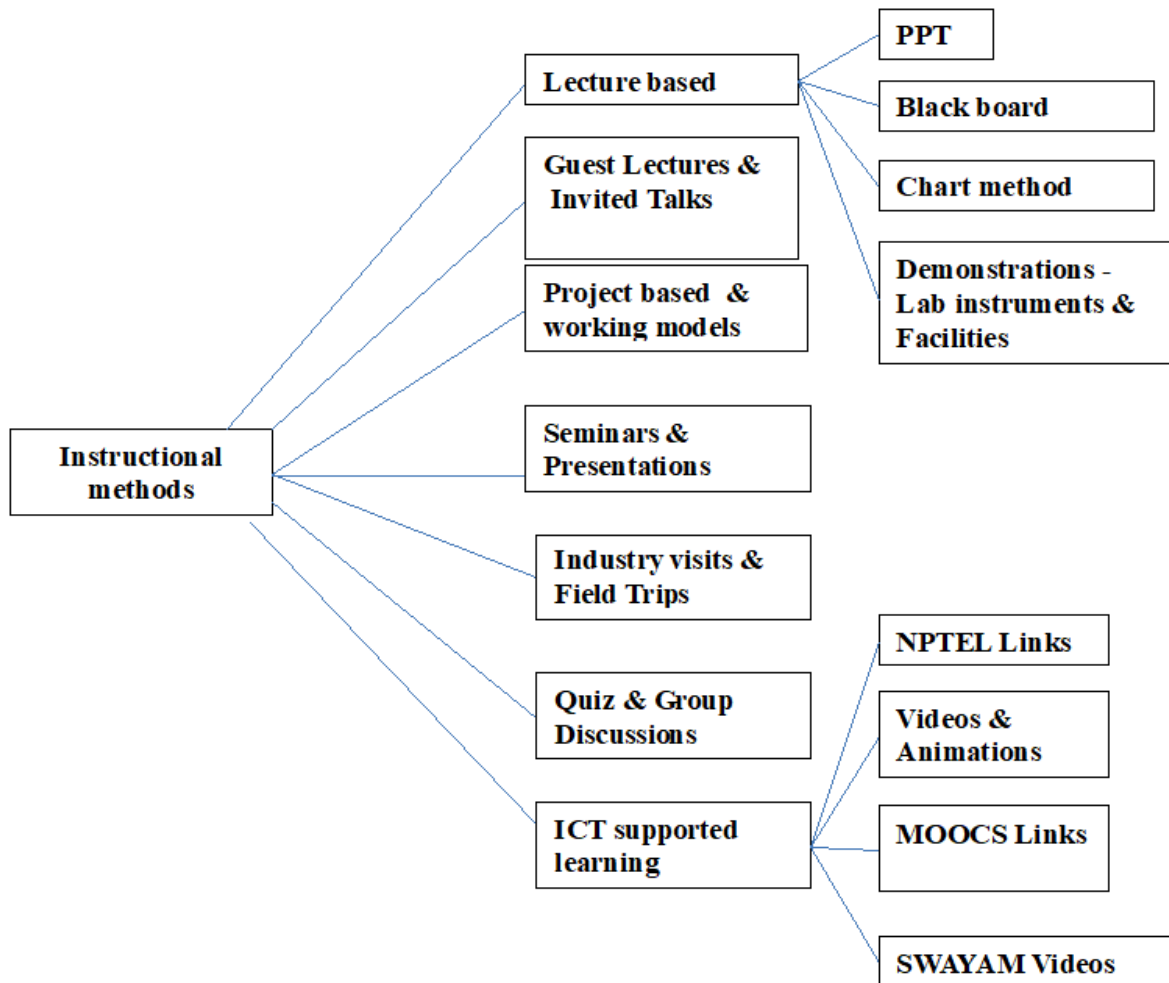 PPT
Lecture based
Black board
Guest Lectures &
Invited Talks
Chart method
Demonstrations -
Lab instruments &
Facilities
Project based & 
working models
Instructional
methods
Seminars &
Presentations
Industry visits &
Field Trips
NPTEL Links
Quiz & Group
Discussions
Videos &
Animations
ICT supported
learning
MOOCS Links
SWAYAM Videos